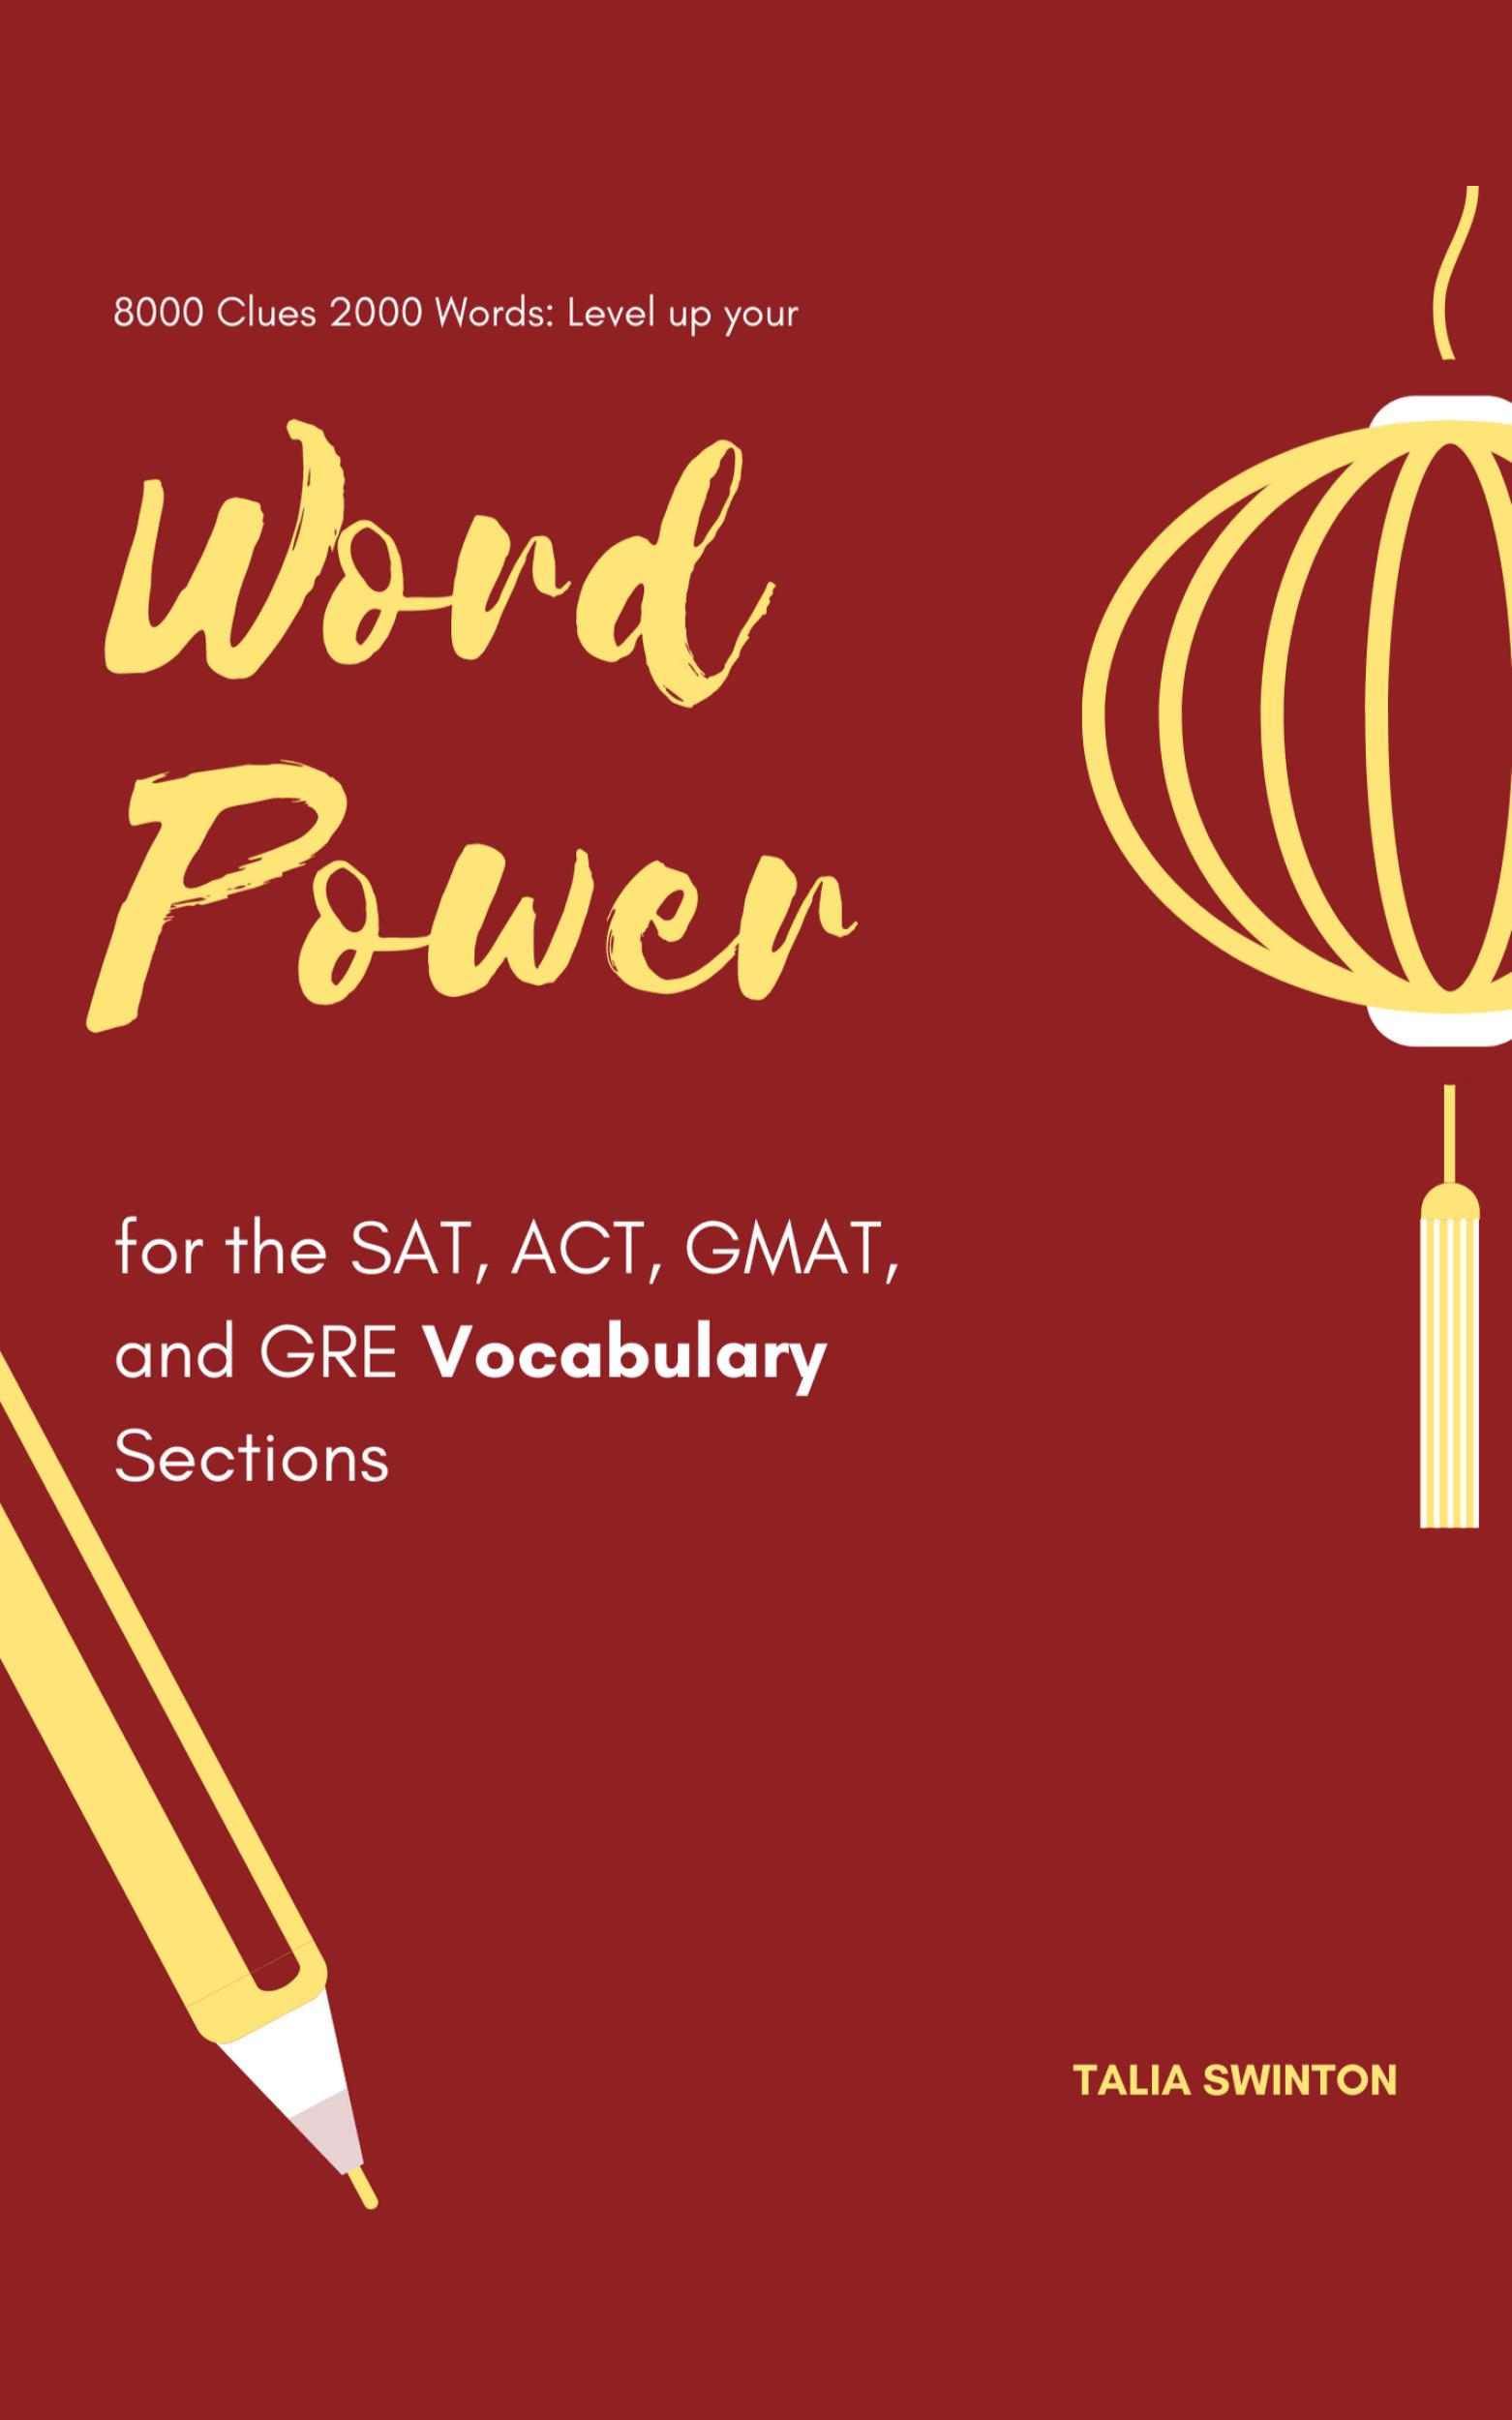 8000 Clues 2000 Words: Level up your
Word
Power
for the SAT, ACT, GMAT,
and GRE Vocabulary
Sections
TALIA SWINTON